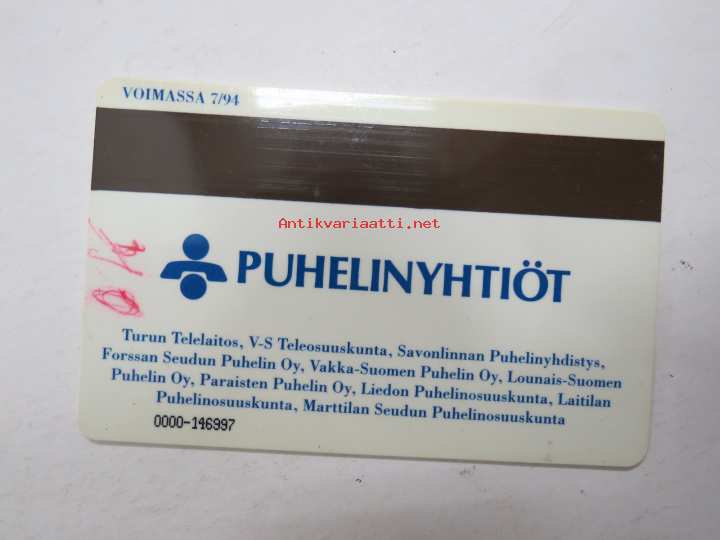 VOIMASSA 7/94
Antikvariaatti.net
PUHELINYHTIÖT
Turun Telelaitos, V-S Teleosuuskunta, Savonlinnan Puhelinyhdistys,
Forssan Seudun Puhelin Oy, Vakka-Suomen Puhelin Oy, Lounais-Suomen
Puhelin Oy, Paraisten Puhelin Oy, Liedon Puhelinosuuskunta, Laitilan
Puhelinosuuskunta, Marttilan Seudun Puhelinosuuskunta
0000-146997